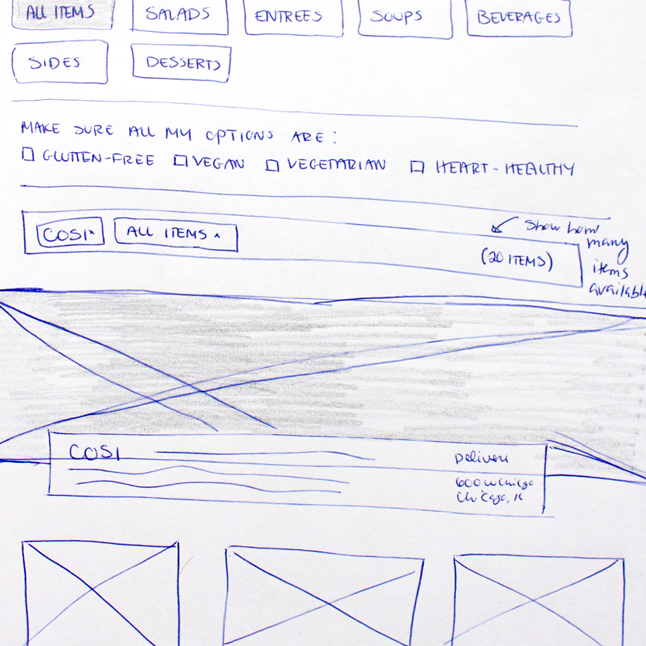 ALL ITEMS SALADS ENTREES SOUPS BEVERAGES
SIDES DESSERTS
MAKE SURE ALL MY OPTIONS ARE:
GLUTEN-FREE VEGAN VEGETARIAN HEART-HEALTHY
COSI ALL ITEMS
(20 ITEMS)
show how
many
items
available
COSI
Delivery
600 W Chicago
Chicago, IL